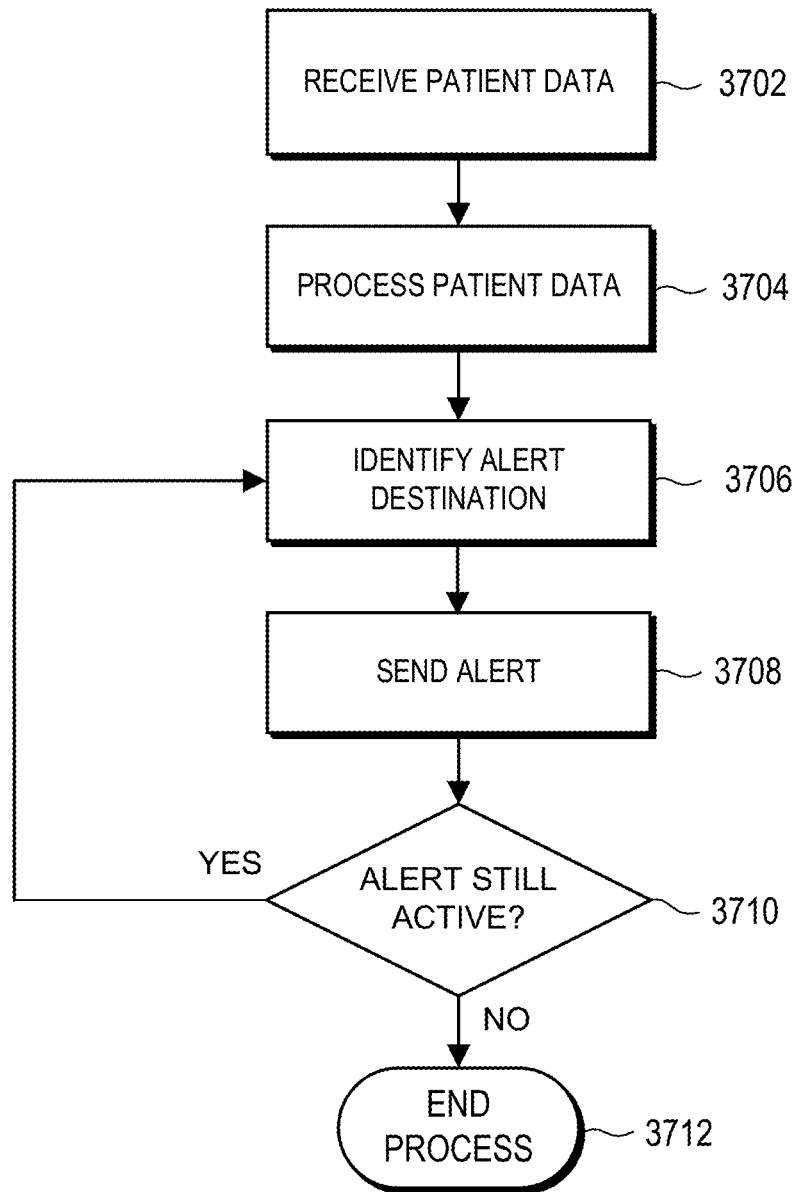 RECEIVE PATIENT DATA
3702
PROCESS PATIENT DATA
3704
IDENTIFY ALERT
DESTINATION
3706
SEND ALERT
3708
YES
ALERT STILL
ACTIVE?
3710
NO
END
PROCESS
3712